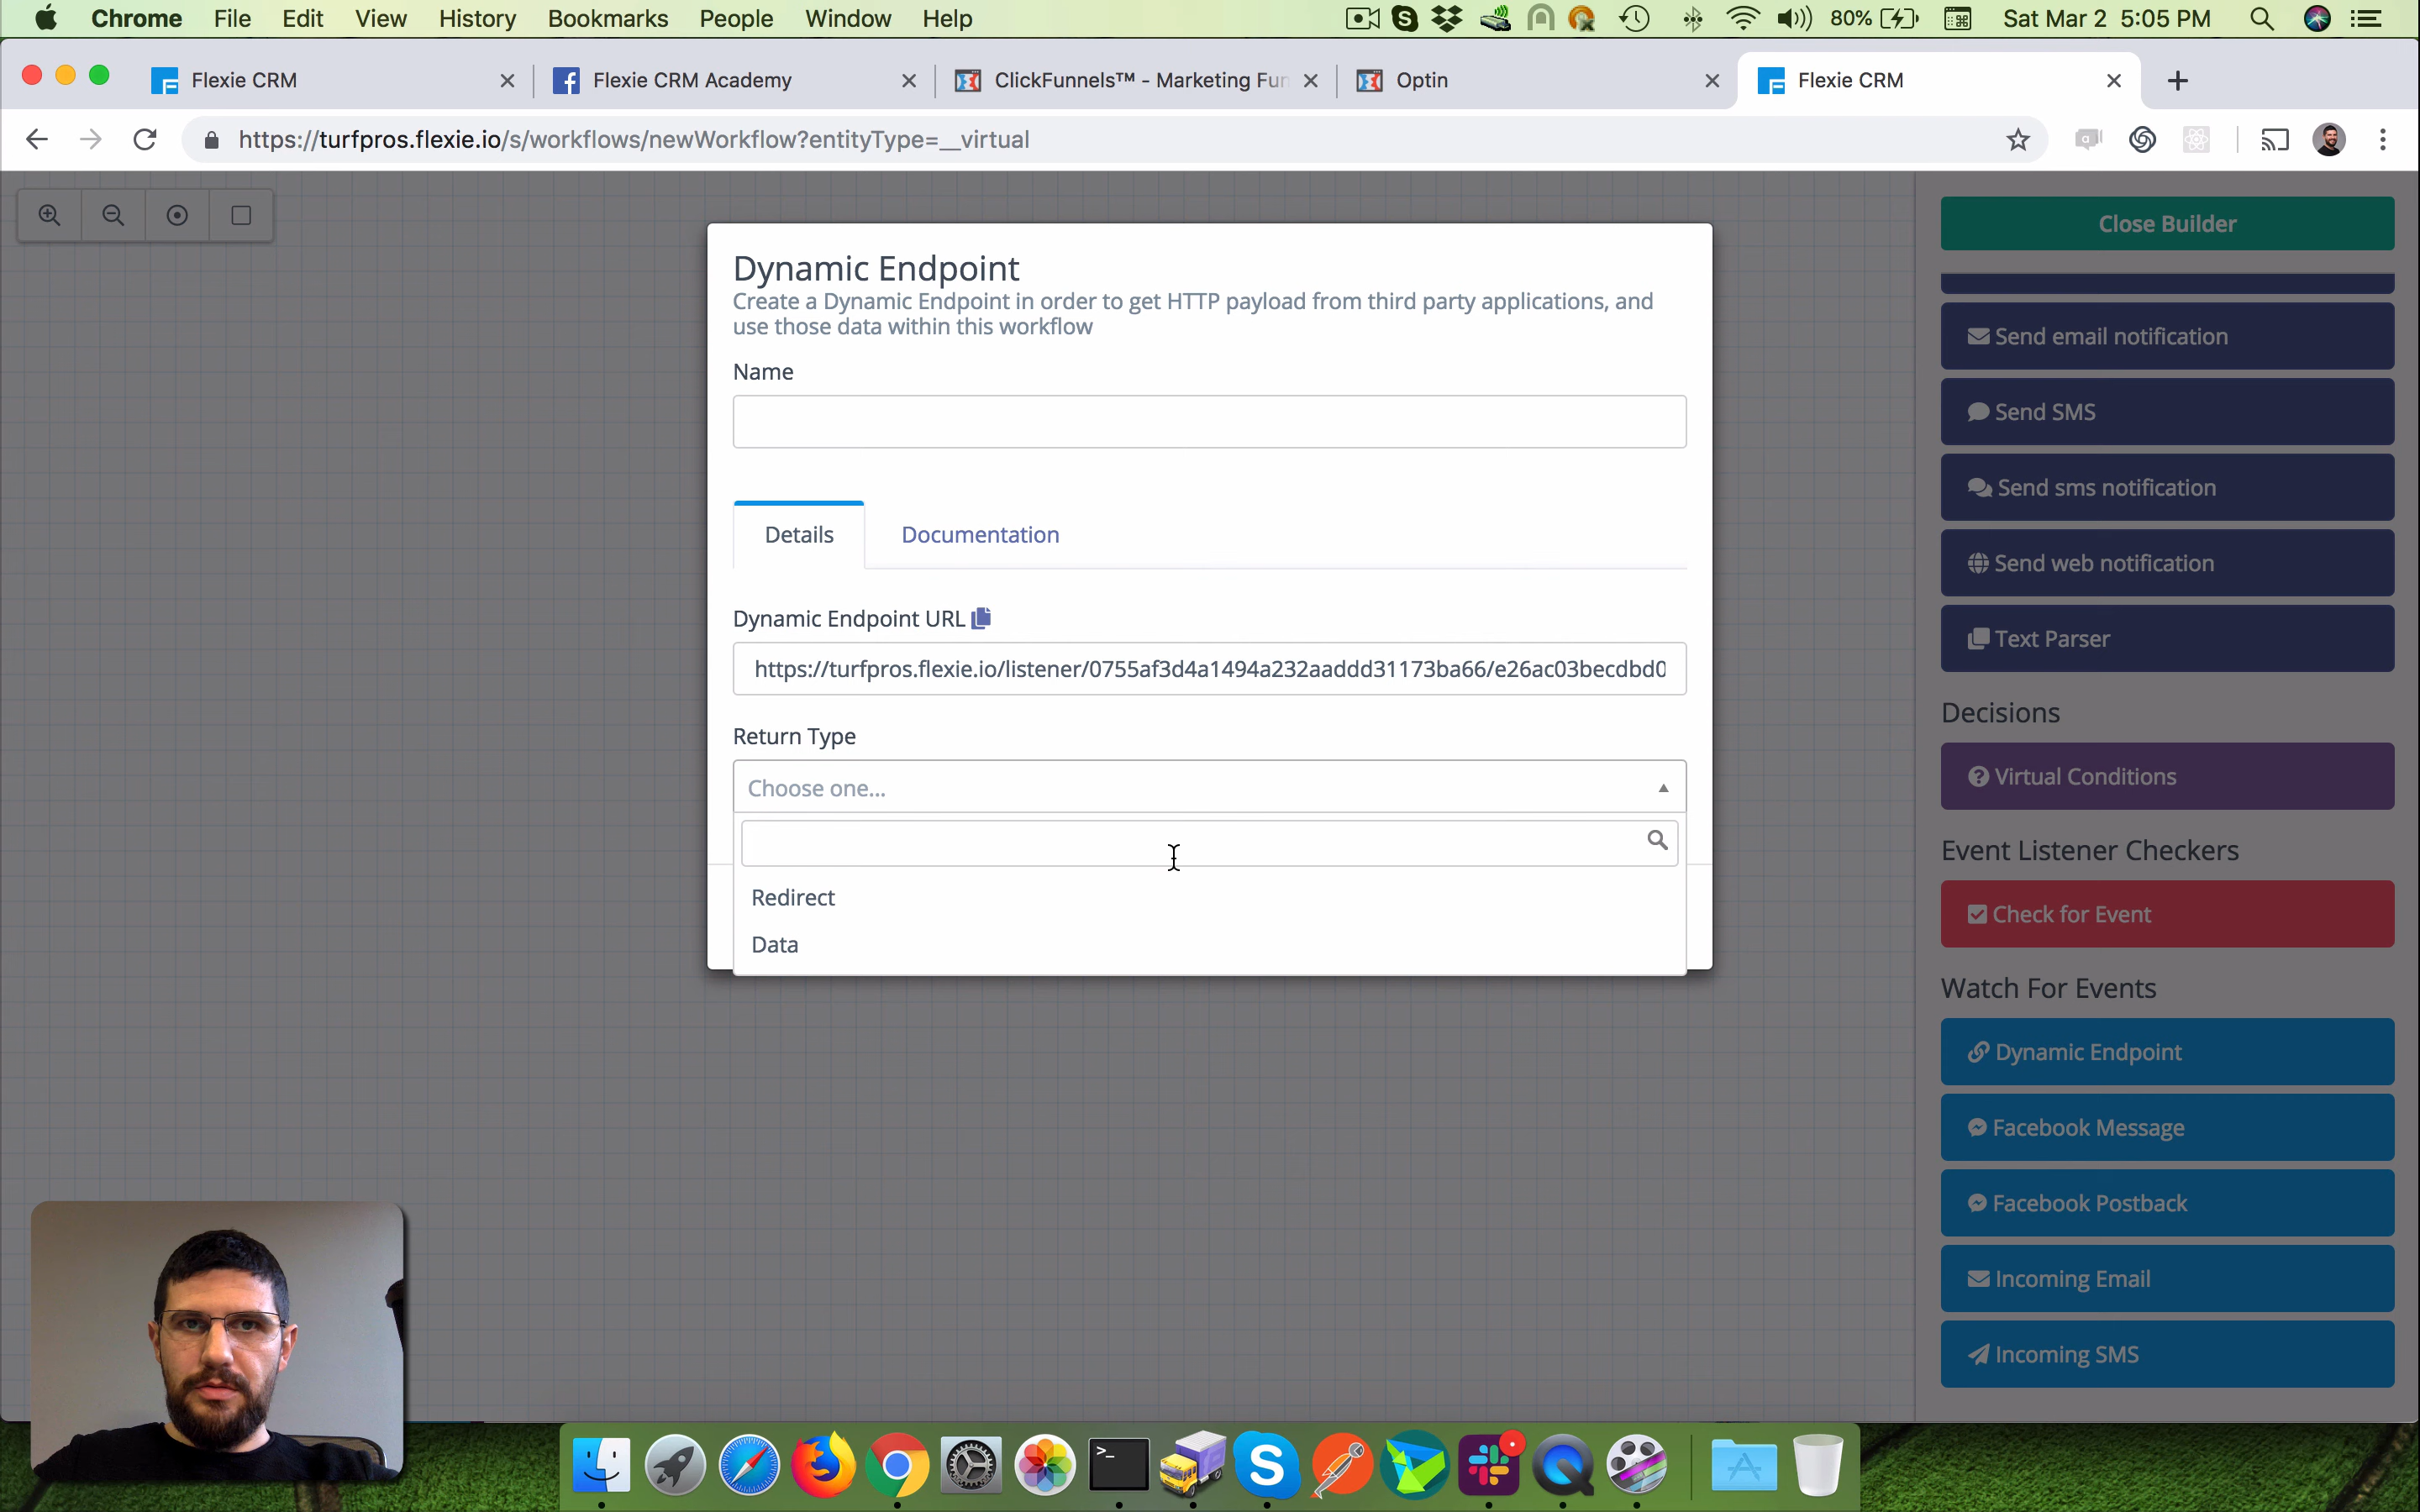 Chrome File Edit View History Bookmarks People Window Help 80% Sat Mar 2 5:05 PM
Flexie CRM Flexie CRM Academy ClickFunnels™ - Marketing Fun Optin Flexie CRM
https://turfpros.flexie.io/s/workflows/newWorkflow?entityType=__virtual
Close Builder
Dynamic Endpoint
Create a Dynamic Endpoint in order to get HTTP payload from third party applications, and
use those data within this workflow
Name
Details Documentation
Dynamic Endpoint URL
https://turfpros.flexie.io/listener/0755af3d4a1494a232aaddd31173ba66/e26ac03becdbd0
Return Type
Choose one...
Redirect
Data
Send email notification
Send SMS
Send sms notification
Send web notification
Text Parser
Decisions
Virtual Conditions
Event Listener Checkers
Check for Event
Watch For Events
Dynamic Endpoint
Facebook Message
Facebook Postback
Incoming Email
Incoming SMS